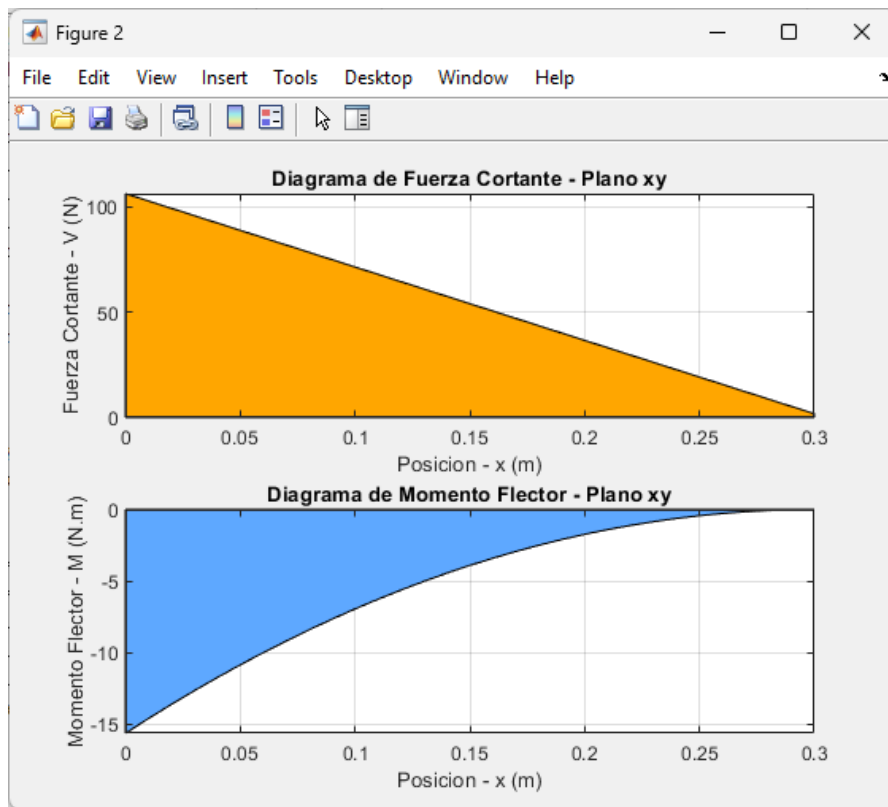 Figure 2
File Edit View Insert Tools Desktop Window Help
Diagrama de Fuerza Cortante - Plano xy
Fuerza Cortante - V (N)
100
50
0
0 0.05 0.1 0.15 0.2 0.25 0.3
Posicion - x (m)
Diagrama de Momento Flector - Plano xy
Momento Flector - M (N.m)
0
-5
-10
-15
0 0.05 0.1 0.15 0.2 0.25 0.3
Posicion - x (m)